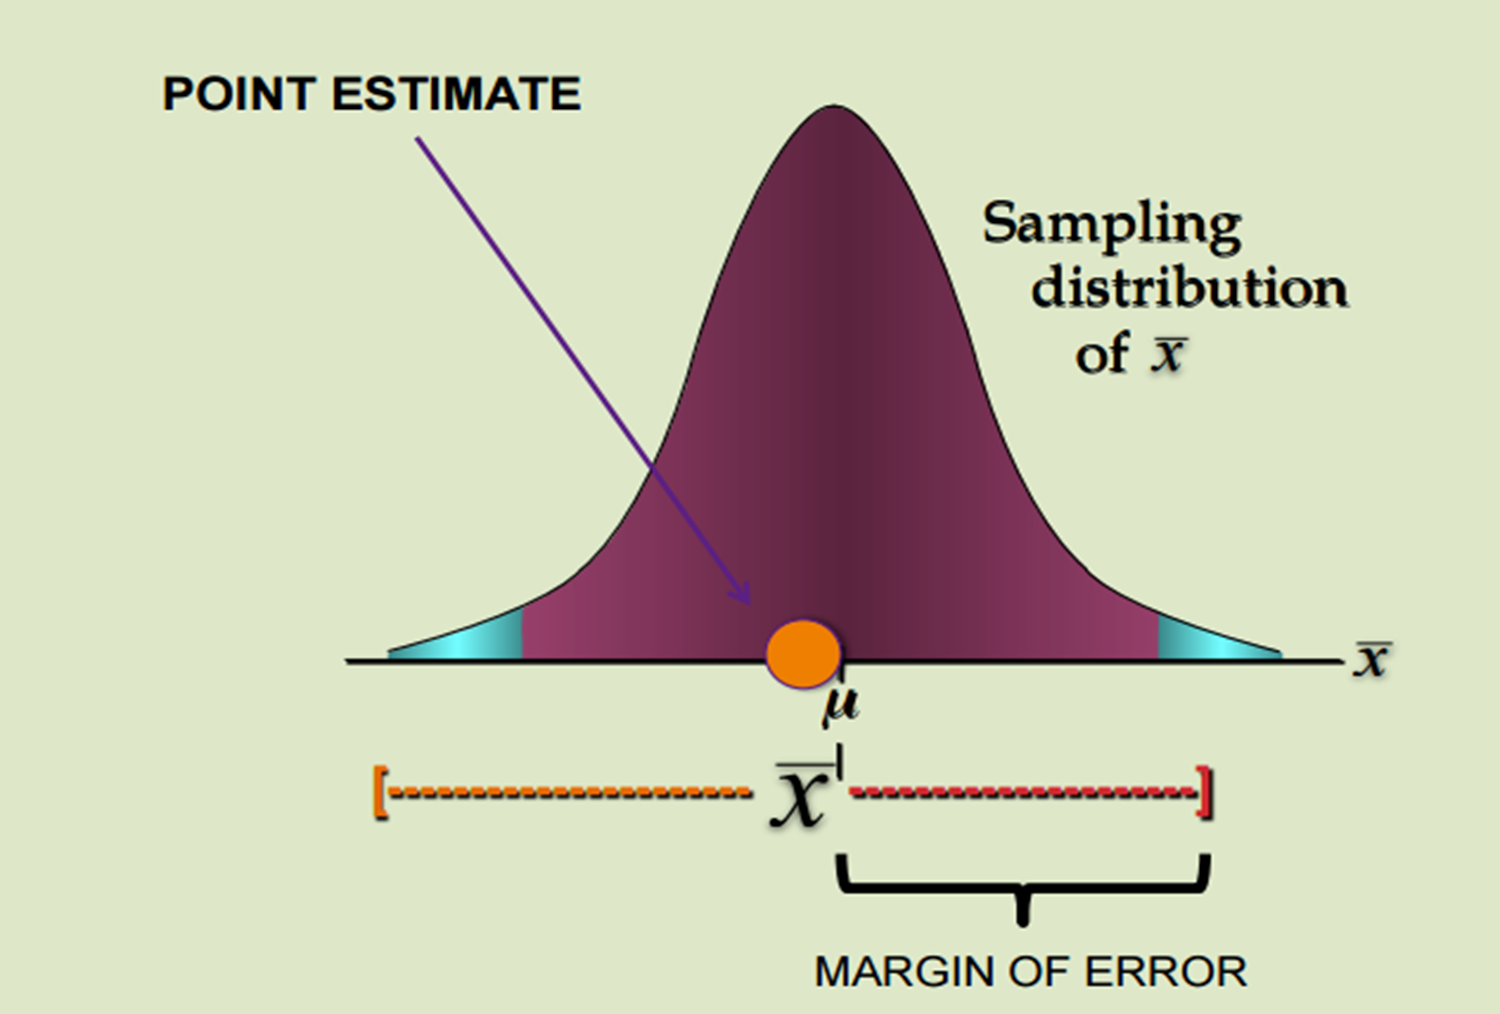 POINT ESTIMATE
Sampling
distribution
of x̅
x̅
μ
x̅
MARGIN OF ERROR